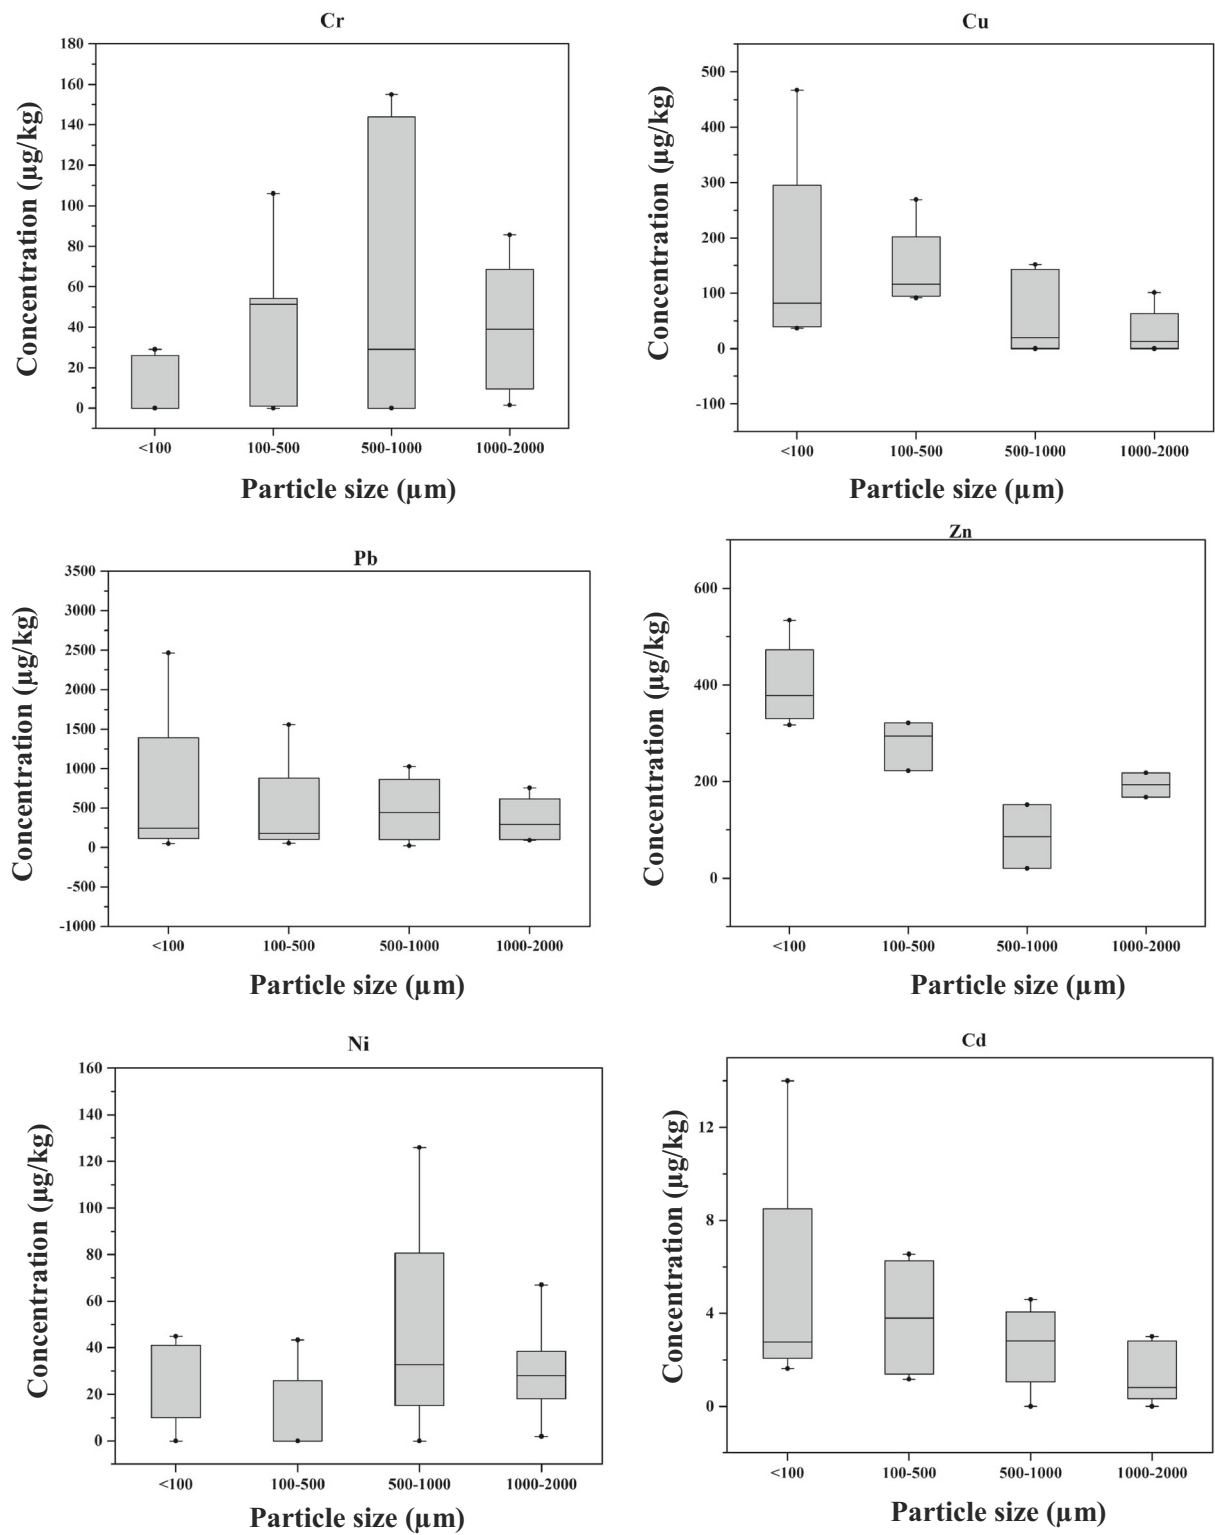 Cr
180
160
140
120
100
80
60
40
20
0
Concentration (µg/kg)
<100 100-500 500-1000 1000-2000
Particle size (µm)
Cu
500
400
300
200
100
0
-100
Concentration (µg/kg)
<100 100-500 500-1000 1000-2000
Particle size (µm)
Pb
3500
3000
2500
2000
1500
1000
500
0
-500
-1000
Concentration (µg/kg)
<100 100-500 500-1000 1000-2000
Particle size (µm)
Zn
600
400
200
0
Concentration (µg/kg)
<100 100-500 500-1000 1000-2000
Particle size (µm)
Ni
160
140
120
100
80
60
40
20
0
Concentration (µg/kg)
<100 100-500 500-1000 1000-2000
Particle size (µm)
Cd
12
8
4
0
Concentration (µg/kg)
<100 100-500 500-1000 1000-2000
Particle size (µm)